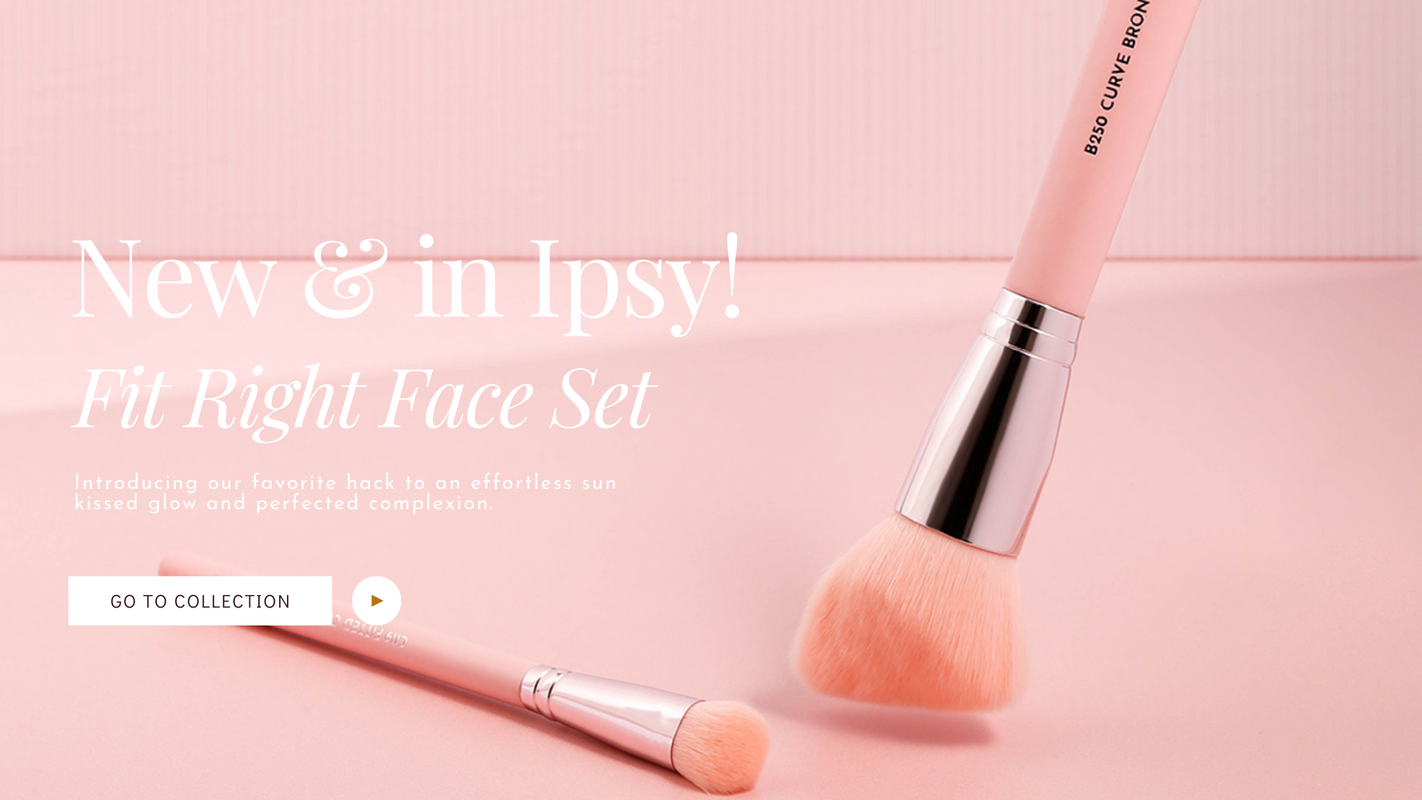 B250 CURVE BRON
New & in Ipsy!
Fit Right Face Set
Introducing our favorite hack to an effortless sun
kissed glow and perfected complexion.
GO TO COLLECTION